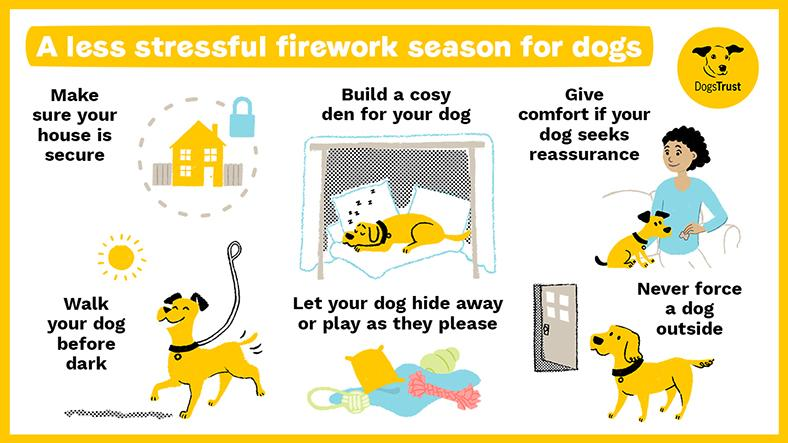 A less stressful firework season for dogs
DogsTrust
Make
sure your
house is
secure
Build a cosy
den for your dog
Give
comfort if your
dog seeks
reassurance
z z z z z z
Walk
your dog
before
dark
Let your dog hide away
or play as they please
Never force
a dog
outside